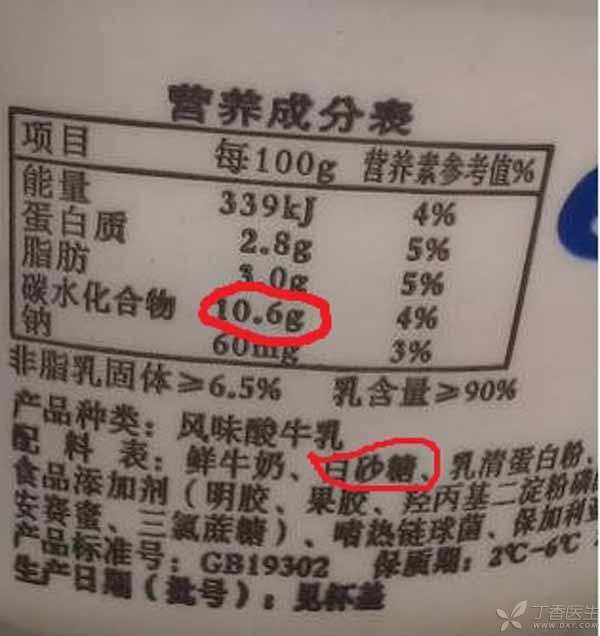 营养成分表
项目 每100g 营养素参考值%
能量 339kJ 4%
蛋白质 2.8g 5%
脂肪 3.0g 5%
碳水化合物 10.6g 4%
钠 60mg 3%
非脂乳固体≥6.5% 乳含量≥90%
产品种类:风味酸牛乳
配料表:鲜牛奶、白砂糖、乳清蛋白粉、
食品添加剂(明胶、果胶、羟丙基二淀粉磷
安赛蜜、三氯蔗糖)、嗜热链球菌、保加利亚
产品标准号:GB19302 保质期:2℃-6℃
生产日期(批号):见杯盖
丁香医生
www.DXY.com